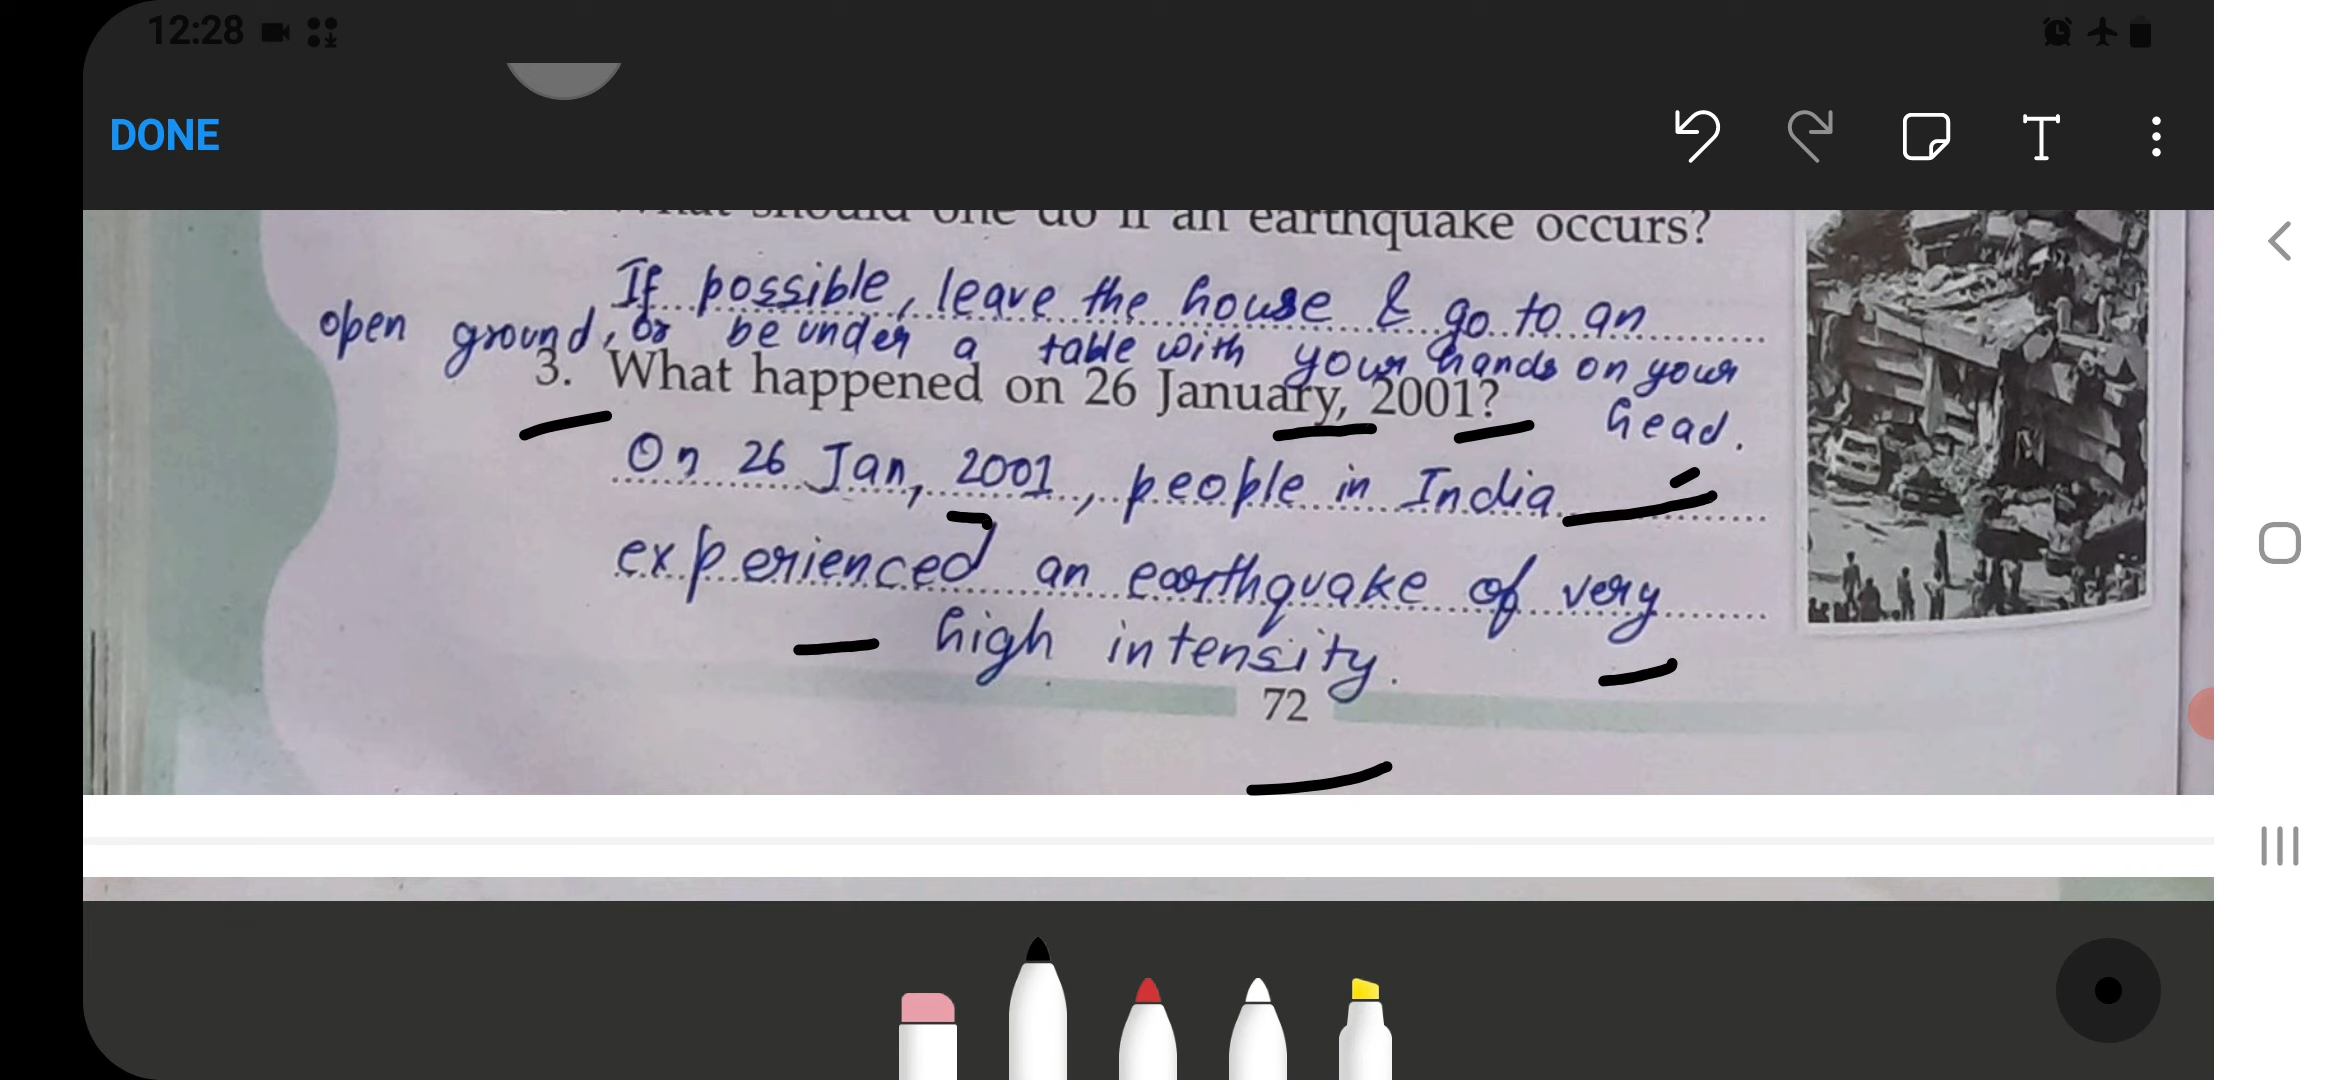 12:28
DONE
T
What should one do if an earthquake occurs?
If possible, leave the house & go to an
open ground, or be under a table with your hands on your
head.
3. What happened on 26 January, 2001?
On 26 Jan, 2001, people in India
experienced an earthquake of very
high intensity.
72